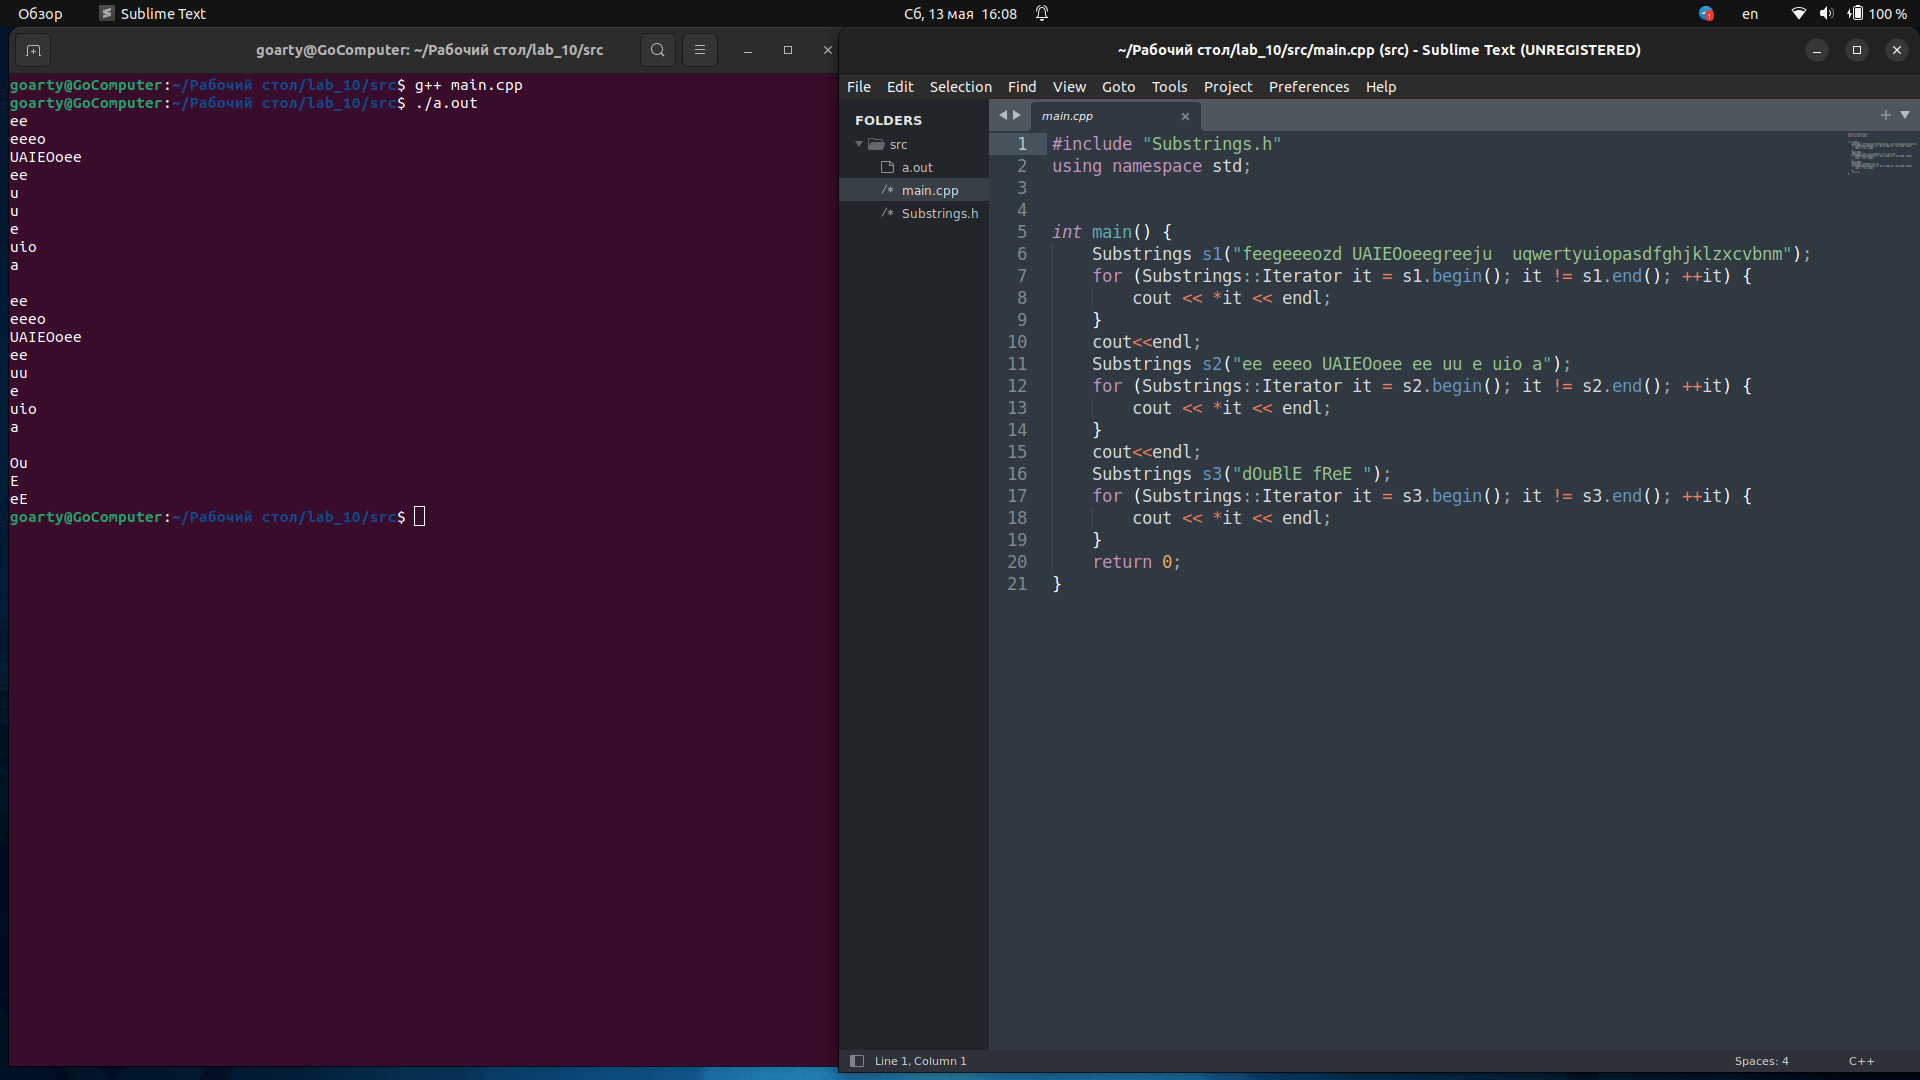 Обзор
Sublime Text
Сб, 13 мая 16:08
en
100 %
goarty@GoComputer: ~/Рабочий стол/lab_10/src
goarty@GoComputer:~/Рабочий стол/lab_10/src$ g++ main.cpp
goarty@GoComputer:~/Рабочий стол/lab_10/src$ ./a.out
ee
eeeo
UAIEOoee
ee
u
u
e
uio
a
ee
eeeo
UAIEOoee
ee
uu
e
uio
a
Ou
E
eE
goarty@GoComputer:~/Рабочий стол/lab_10/src$
~/Рабочий стол/lab_10/src/main.cpp (src) - Sublime Text (UNREGISTERED)
File Edit Selection Find View Goto Tools Project Preferences Help
FOLDERS
src
a.out
/* main.cpp
/* Substrings.h
main.cpp
1 #include "Substrings.h"
2 using namespace std;
3
4
5 int main() {
6 Substrings s1("feegeeeozd UAIEOoeegreeju  uqwertyuiopasdfghjklzxcvbnm");
7 for (Substrings::Iterator it = s1.begin(); it != s1.end(); ++it) {
8 cout << *it << endl;
9 }
10 cout<<endl;
11 Substrings s2("ee eeeo UAIEOoee ee uu e uio a");
12 for (Substrings::Iterator it = s2.begin(); it != s2.end(); ++it) {
13 cout << *it << endl;
14 }
15 cout<<endl;
16 Substrings s3("dOuBlE fReE ");
17 for (Substrings::Iterator it = s3.begin(); it != s3.end(); ++it) {
18 cout << *it << endl;
19 }
20 return 0;
21 }
Line 1, Column 1
Spaces: 4
C++